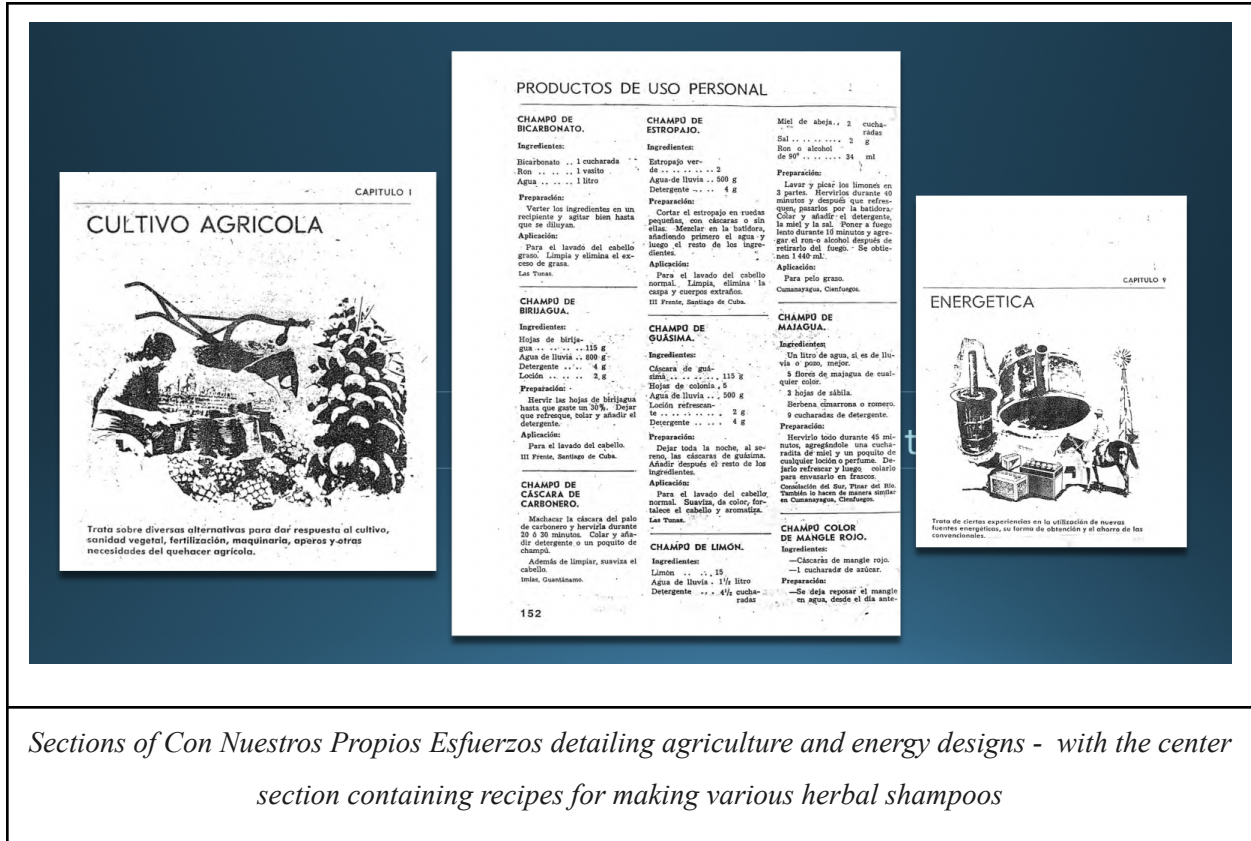 CAPITULO 1
CULTIVO AGRICOLA
Trata sobre diversas alternativas para dar respuesta al cultivo,
sanidad vegetal, fertilización, maquinaria, aperos y otras
necesidades del quehacer agrícola.
PRODUCTOS DE USO PERSONAL
CHAMPÚ DE
BICARBONATO.
Ingredientes:
Bicarbonato .. 1 cucharada
Ron .. .. .. 1 vasito
Agua .. .. .. 1 litro
Preparación:
Verter los ingredientes en un
recipiente y agitar bien hasta
que se diluyan.
Aplicación:
Para el lavado del cabello
graso. Limpia y elimina el ex-
ceso de grasa.
Las Tunas.
CHAMPÚ DE
BIRIJAGUA.
Ingredientes:
Hojas de birija-
gua .. .. .. .. 115 g
Agua de lluvia .. 800 g
Detergente .. .. 4 g
Loción .. .. .. 2 g
Preparación:
Hervir las hojas de birijagua
hasta que gaste un 30%. Dejar
que refresque, colar y añadir el
detergente.
Aplicación:
Para el lavado del cabello.
III Frente, Santiago de Cuba.
CHAMPÚ DE
CÁSCARA DE
CARBONERO.
Machacar la cáscara del palo
de carbonero y hervirla durante
20 ó 30 minutos. Colar y aña-
dir detergente o un poquito de
champú.
Además de limpiar, suaviza el
cabello.
Imías, Guantánamo.
152
CHAMPÚ DE
ESTROPAJO.
Ingredientes:
Estropajo ver-
de .. .. .. .. .. 2
Agua de lluvia .. 500 g
Detergente .. .. 4 g
Preparación:
Cortar el estropajo en ruedas
pequeñas, con cáscaras o sin
ellas. Mezclar en la batidora,
añadiendo primero el agua y
luego el resto de los ingre-
dientes.
Aplicación:
Para el lavado del cabello
normal. Limpia, elimina la
caspa y cuerpos extraños.
III Frente, Santiago de Cuba.
CHAMPÚ DE
GUÁSIMA.
Ingredientes:
Cáscara de guá-
sima .. .. .. .. 115 g
Hojas de colonia . 5
Agua de lluvia .. 500 g
Loción refrescan-
te .. .. .. .. .. 2 g
Detergente .. .. 4 g
Preparación:
Dejar toda la noche, al se-
reno, las cáscaras de guásima.
Añadir después el resto de los
ingredientes.
Aplicación:
Para el lavado del cabello
normal. Suaviza, da color, for-
talece el cabello y aromatiza.
Las Tunas.
CHAMPÚ DE LIMÓN.
Ingredientes:
Limón .. .. . 15
Agua de lluvia . 1½ litro
Detergente .. . 4½ cucha-
radas
Miel de abeja.. 2 cucha-
radas
Sal .. .. .. .. .. 2 g
Ron o alcohol
de 90° .. .. .. .. 34 ml
Preparación:
Lavar y picar los limones en
3 partes. Hervirlos durante 40
minutos y después que refres-
quen, pasarlos por la batidora.
Colar y añadir el detergente,
la miel y la sal. Poner a fuego
lento durante 10 minutos y agre-
gar el ron o alcohol después de
retirarlo del fuego. Se obtie-
nen 1 440 ml.
Aplicación:
Para pelo graso.
Cumanayagua, Cienfuegos.
CHAMPÚ DE
MAJAGUA.
Ingredientes:
Un litro de agua, si es de llu-
via o pozo, mejor.
5 flores de majagua de cual-
quier color.
3 hojas de sábila.
Berbena cimarrona o romero.
9 cucharadas de detergente.
Preparación:
Hervirlo todo durante 45 mi-
nutos, agregándole una cucha-
radita de miel y un poquito de
cualquier loción o perfume. De-
jarlo refrescar y luego colarlo
para envasarlo en frascos.
Consolación del Sur, Pinar del Río.
También lo hacen de manera similar
en Cumanayagua, Cienfuegos.
CHAMPÚ COLOR
DE MANGLE ROJO.
Ingredientes:
—Cáscaras de mangle rojo.
—1 cucharada de azúcar.
Preparación:
—Se deja reposar el mangle
en agua, desde el día ante-
t
CAPITULO 9
ENERGETICA
Trata de ciertas experiencias en la utilización de nuevas
fuentes energéticas, su forma de obtención y el ahorro de las
convencionales.
Sections of Con Nuestros Propios Esfuerzos detailing agriculture and energy designs - with the center
section containing recipes for making various herbal shampoos